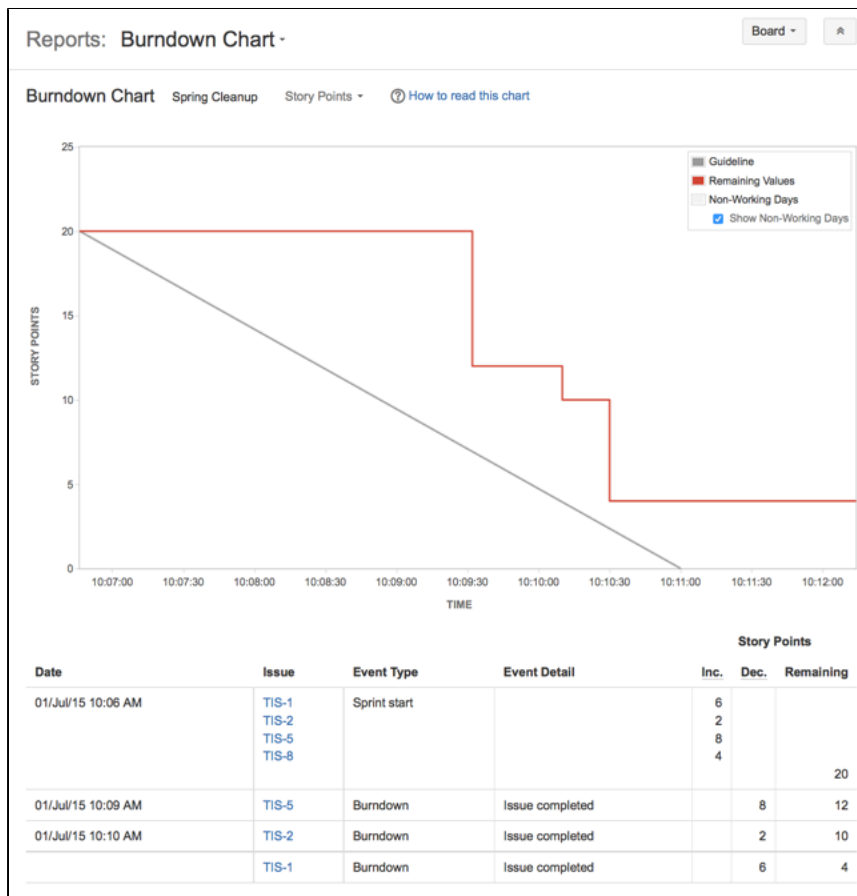 Reports: Burndown Chart
Board
Burndown Chart Spring Cleanup Story Points ? How to read this chart
25
20
15
10
5
0
STORY POINTS
Guideline
Remaining Values
Non-Working Days
Show Non-Working Days
10:07:00 10:07:30 10:08:00 10:08:30 10:09:00 10:09:30 10:10:00 10:10:30 10:11:00 10:11:30 10:12:00
TIME
Story Points
Date Issue Event Type Event Detail Inc. Dec. Remaining
01/Jul/15 10:06 AM TIS-1 Sprint start 6
TIS-2 2
TIS-5 8
TIS-8 4
20
01/Jul/15 10:09 AM TIS-5 Burndown Issue completed 8 12
01/Jul/15 10:10 AM TIS-2 Burndown Issue completed 2 10
TIS-1 Burndown Issue completed 6 4